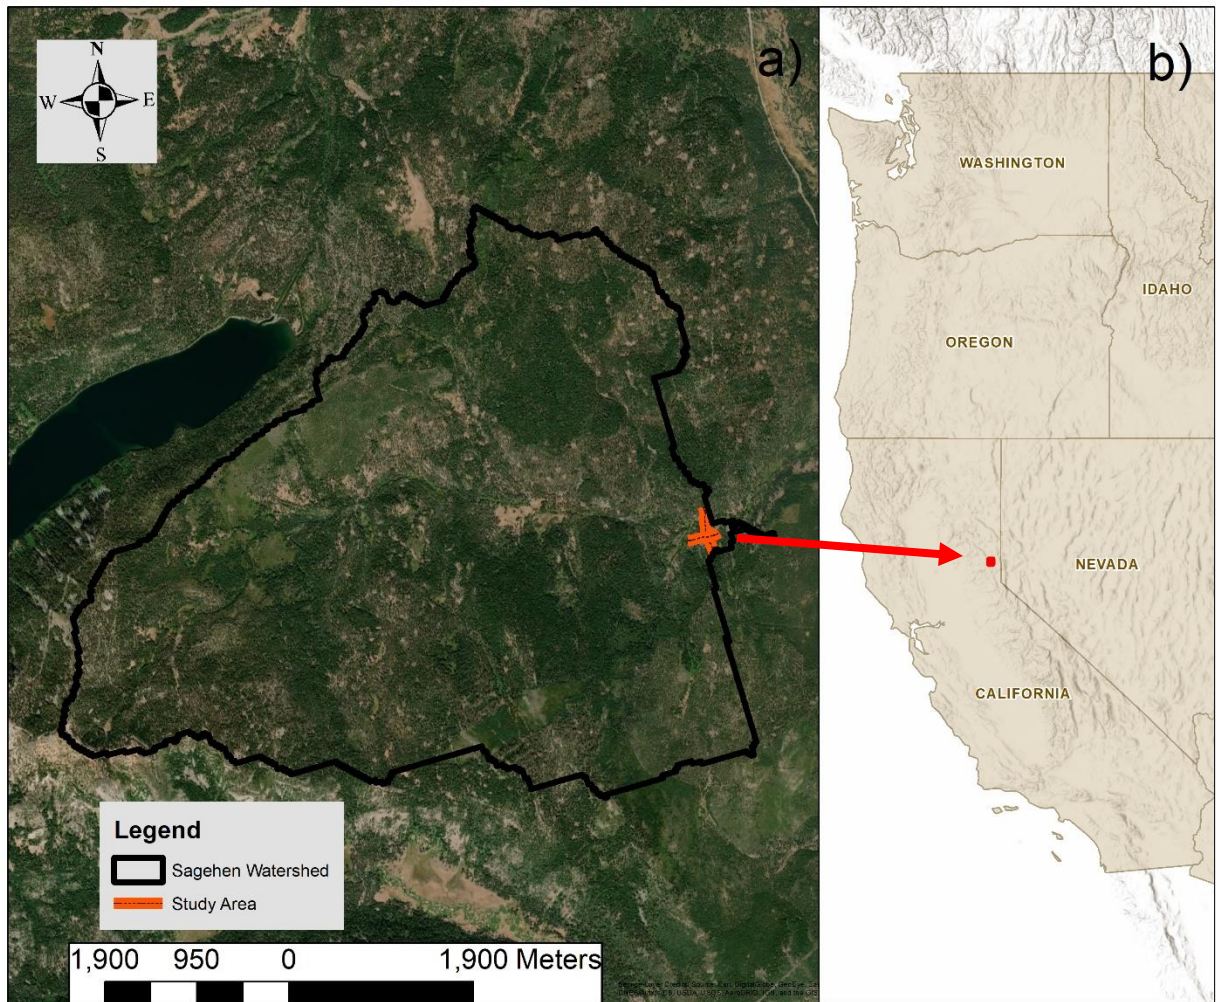 a)
b)
N
W
E
S
WASHINGTON
IDAHO
OREGON
NEVADA
CALIFORNIA
Legend
Sagehen Watershed
Study Area
1,900 950 0 1,900 Meters